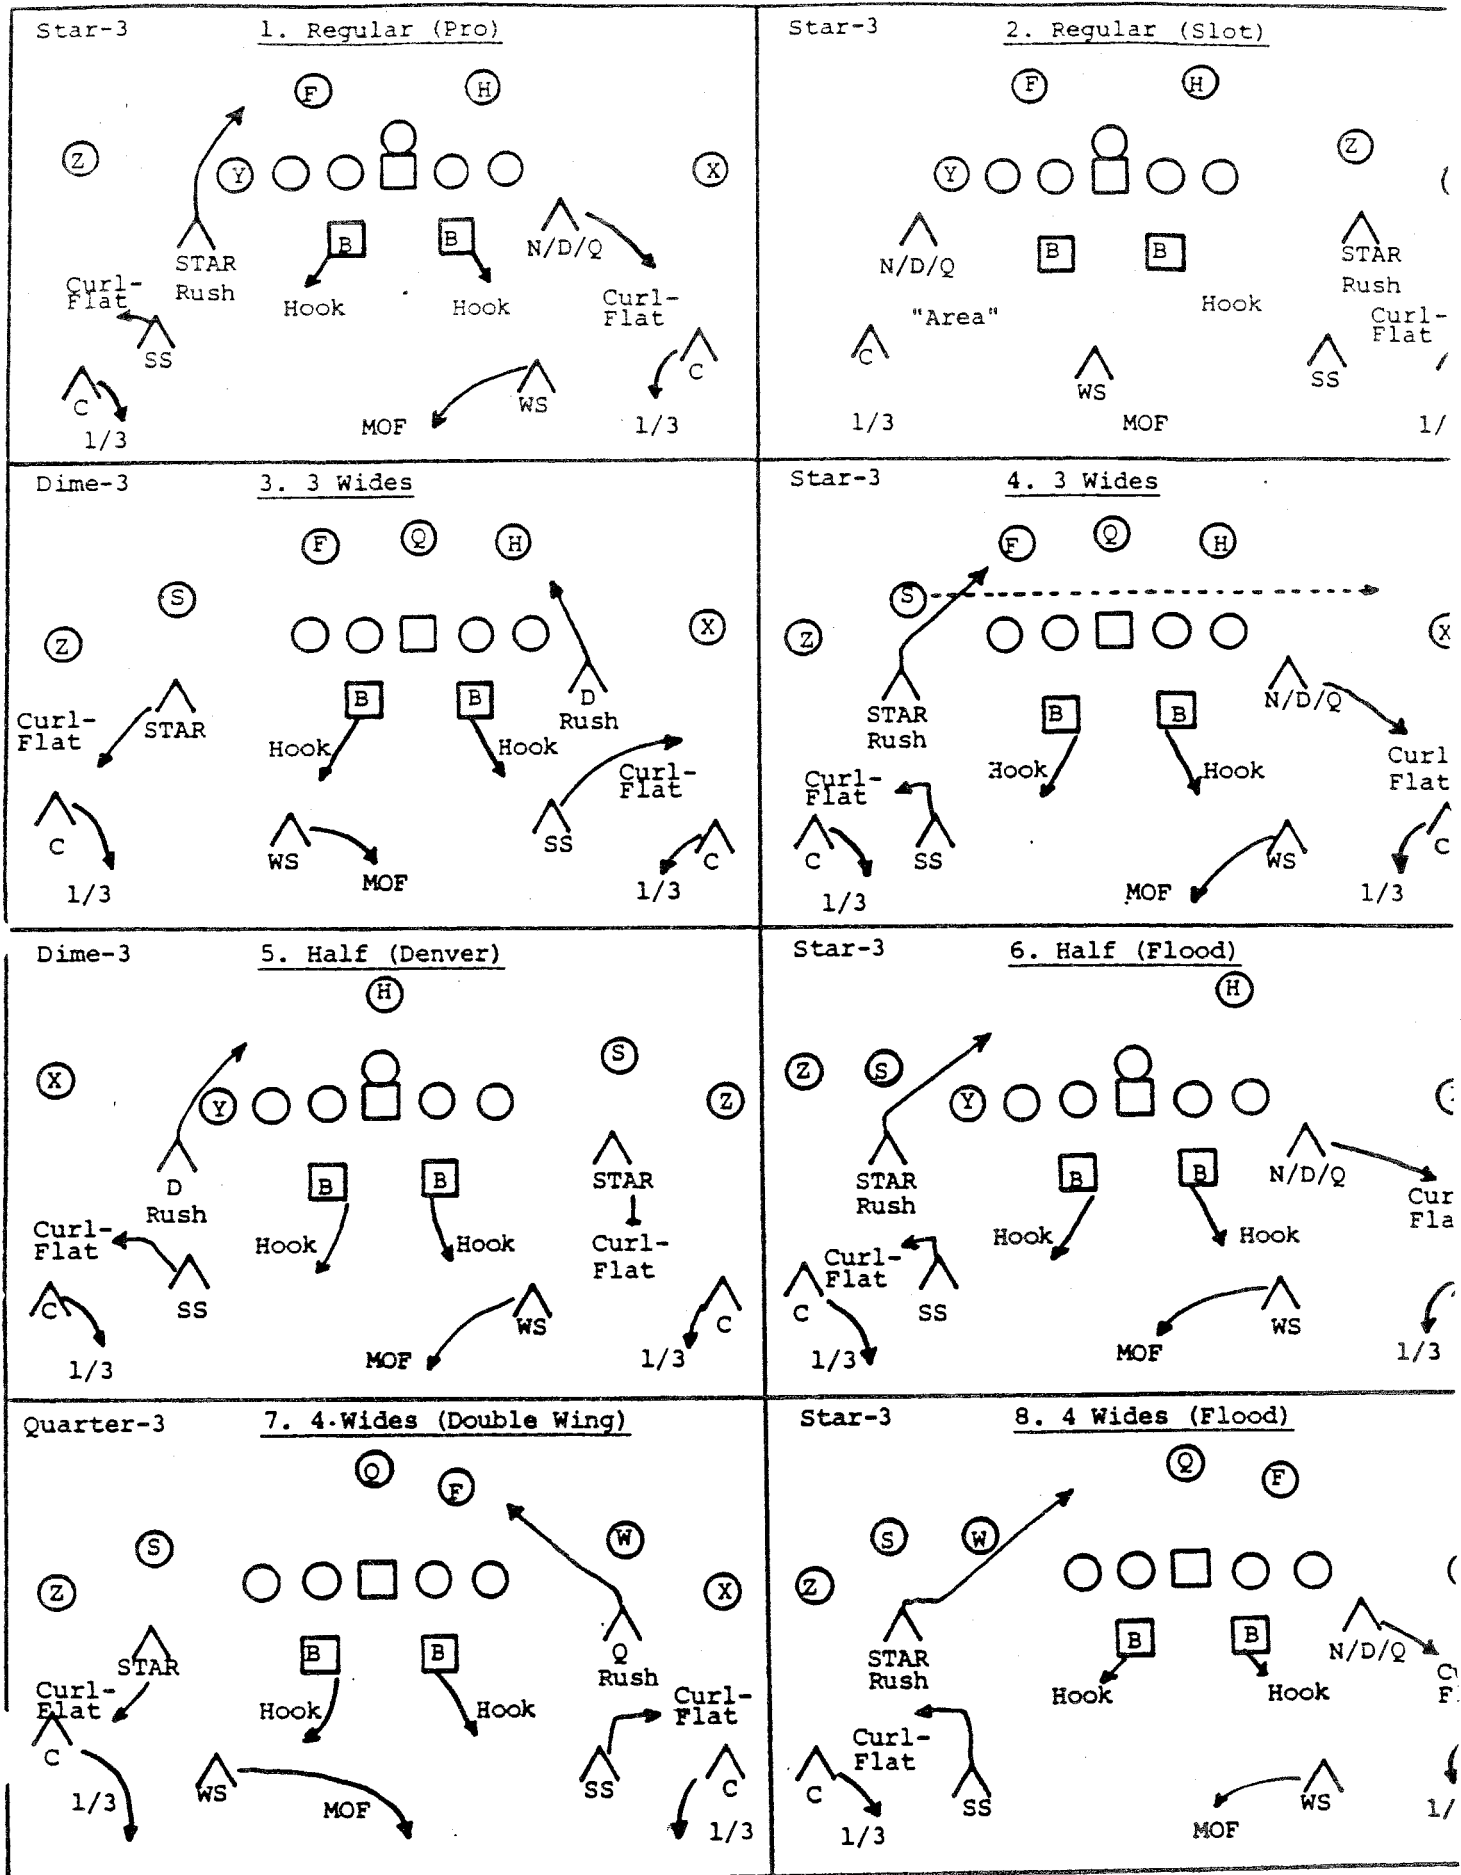 Star-3
1. Regular (Pro)
F
H
Z
Y
X
B
B
N/D/Q
STAR
Rush
Curl-
Flat
Hook
Hook
Curl-
Flat
SS
C
WS
C
1/3
MOF
1/3
Star-3
2. Regular (Slot)
F
H
Z
Y
N/D/Q
B
B
STAR
Rush
"Area"
Hook
Curl-
Flat
C
WS
SS
1/3
MOF
1/
Dime-3
3. 3 Wides
F
Q
H
S
Z
X
B
B
D
Rush
STAR
Curl-
Flat
Hook
Hook
Curl-
Flat
C
WS
SS
C
1/3
MOF
1/3
Star-3
4. 3 Wides
F
Q
H
S
Z
X
B
B
N/D/Q
STAR
Rush
Curl-
Flat
Hook
Hook
Curl
Flat
C
SS
WS
C
1/3
MOF
1/3
Dime-3
5. Half (Denver)
H
S
X
Y
Z
D
Rush
B
B
STAR
Curl-
Flat
Hook
Hook
Curl-
Flat
C
SS
WS
C
1/3
MOF
1/3
Star-3
6. Half (Flood)
H
Z
S
Y
STAR
Rush
B
B
N/D/Q
Curl-
Flat
Hook
Hook
Cur
Fla
C
SS
WS
1/3
MOF
1/3
Quarter-3
7. 4 Wides (Double Wing)
Q
F
S
W
Z
X
STAR
B
B
Q
Rush
Curl-
Flat
Hook
Hook
Curl-
Flat
C
WS
SS
C
1/3
MOF
1/3
Star-3
8. 4 Wides (Flood)
Q
F
S
W
Z
STAR
Rush
B
B
N/D/Q
Hook
Hook
Curl-
Flat
C
SS
WS
1/3
MOF
1/